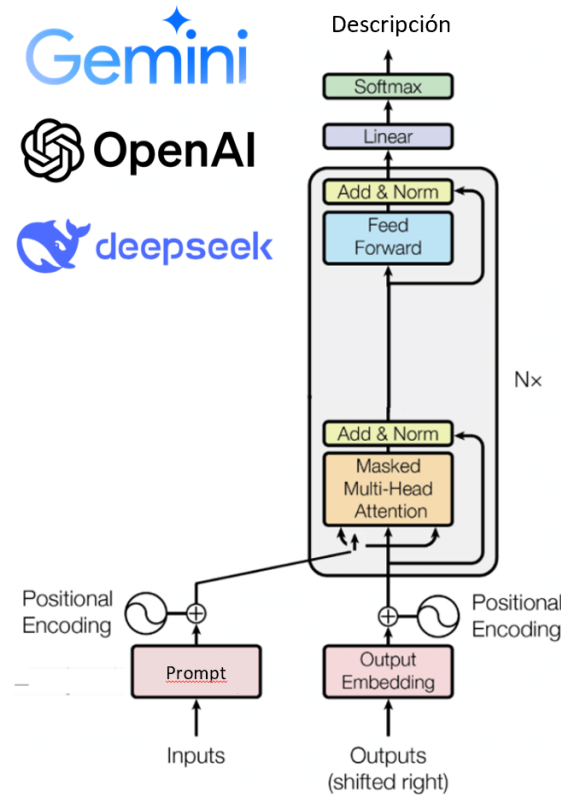 Gemini
OpenAI
deepseek
Descripción
Softmax
Linear
Add & Norm
Feed
Forward
Add & Norm
Masked
Multi-Head
Attention
N×
Positional
Encoding
Positional
Encoding
Prompt
Output
Embedding
Inputs
Outputs
(shifted right)